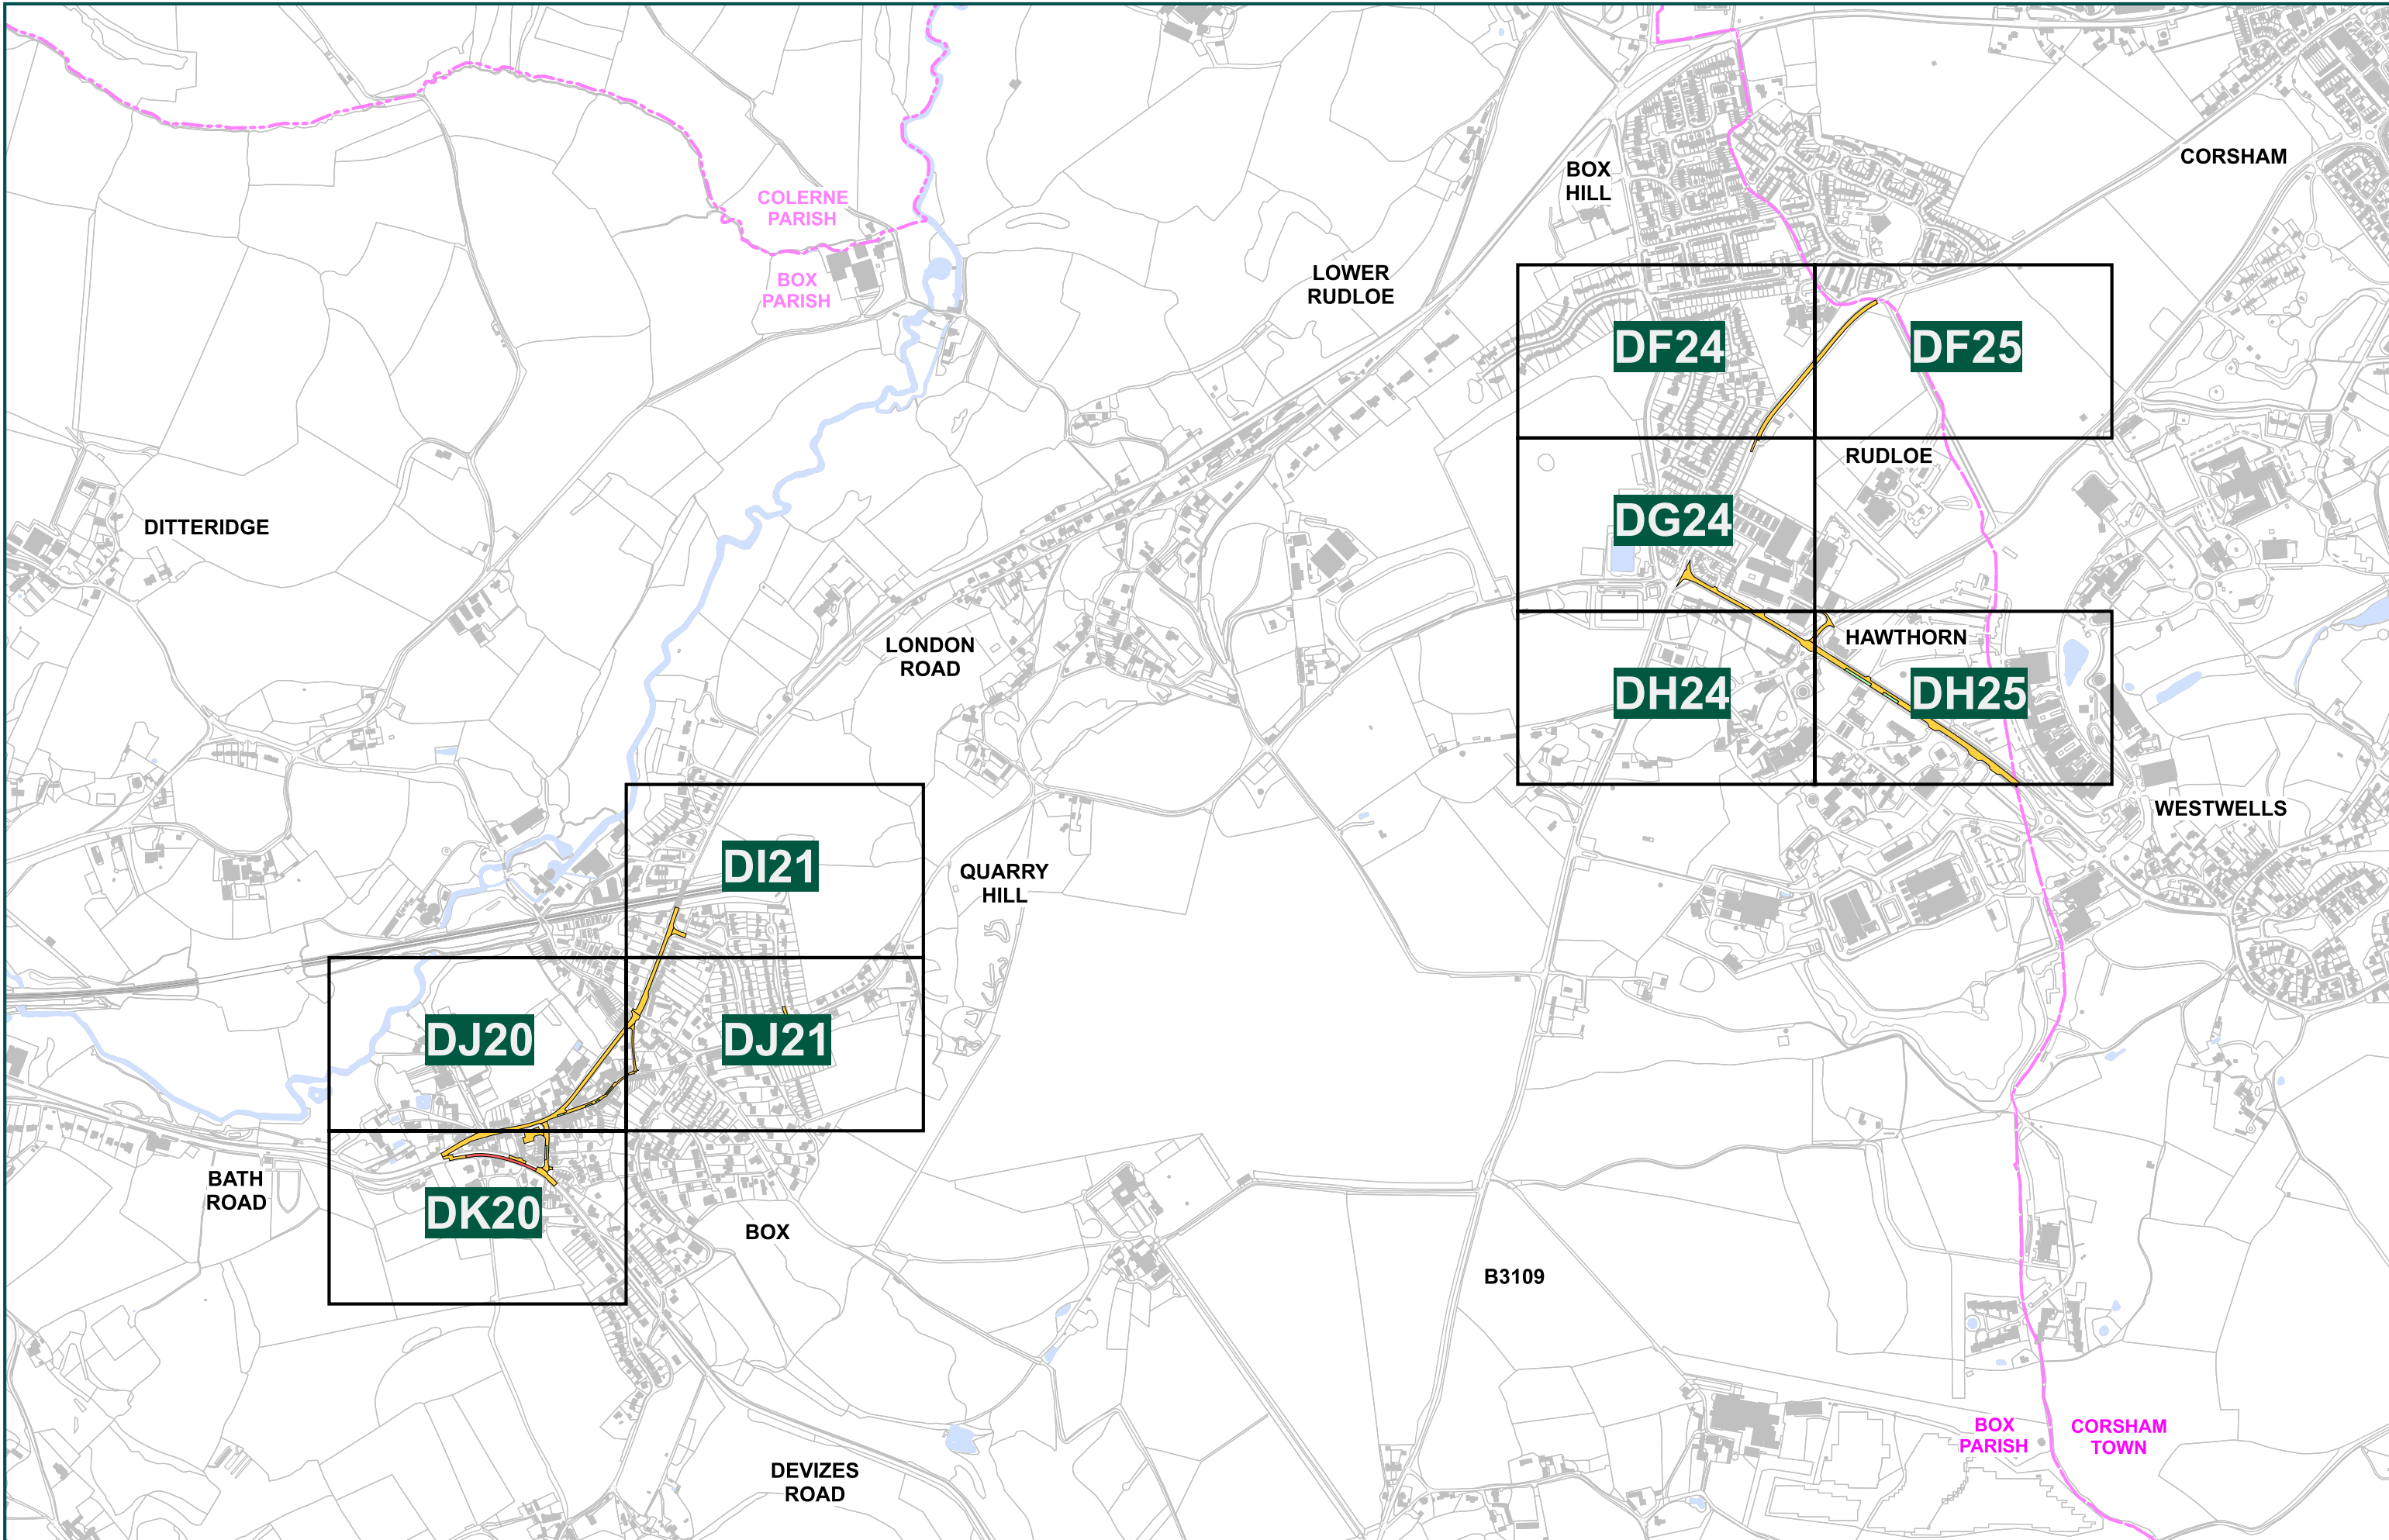 CORSHAM
BOX
HILL
COLERNE
PARISH
BOX
PARISH
LOWER
RUDLOE
DF24
DF25
RUDLOE
DITTERIDGE
DG24
LONDON
ROAD
HAWTHORN
DH24
DH25
WESTWELLS
DI21
QUARRY
HILL
DJ20
DJ21
BATH
ROAD
DK20
BOX
B3109
BOX
PARISH
CORSHAM
TOWN
DEVIZES
ROAD